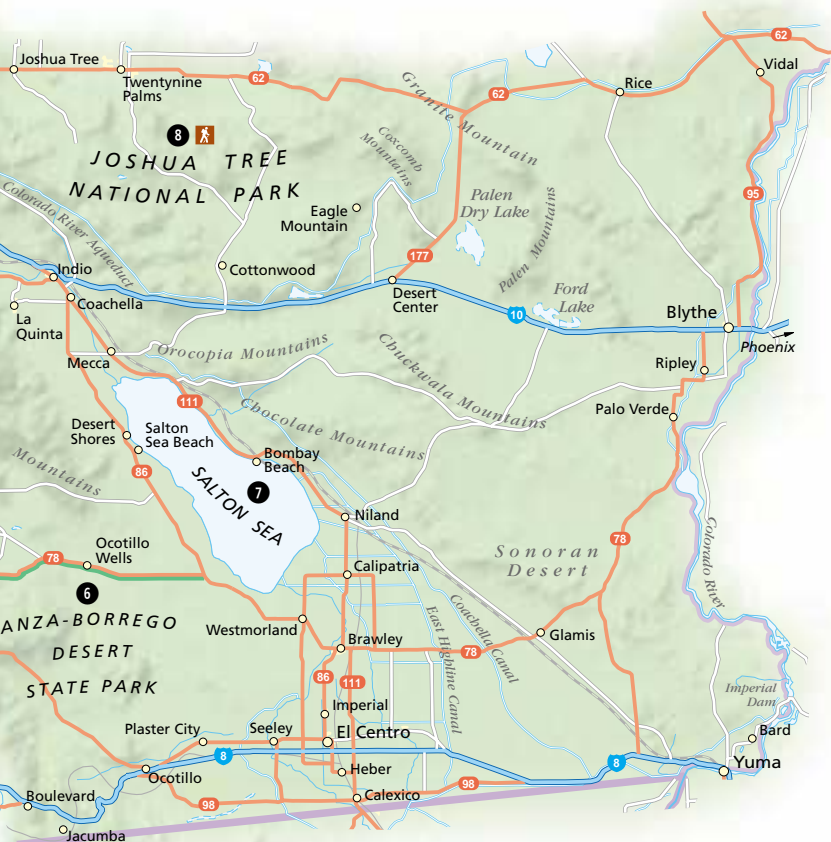 62
Joshua Tree
Vidal
62
Twentynine
Palms
Rice
62
Granite Mountain
8
Coxcomb
Mountains
JOSHUA TREE
NATIONAL PARK
Colorado River Aqueduct
95
Palen
Dry Lake
Palen Mountains
Eagle
Mountain
177
Indio
Cottonwood
Coachella
Desert
Center
Ford
Lake
10
Blythe
La
Quinta
Phoenix
Orocopia Mountains
Mecca
Chuckwala Mountains
Ripley
111
Chocolate Mountains
Palo Verde
Desert
Shores
Salton
Sea Beach
Bombay
Beach
86
Mountains
7
SALTON SEA
Niland
78
Colorado River
Ocotillo
Wells
78
Sonoran
Desert
Calipatria
6
ANZA-BORREGO
DESERT
STATE PARK
Westmorland
Brawley
East Highline Canal
Coachella Canal
Glamis
78
86
111
Imperial
Dam
Imperial
Plaster City
Seeley
El Centro
Bard
8
8
Yuma
Ocotillo
Heber
98
Boulevard
98
Calexico
Jacumba